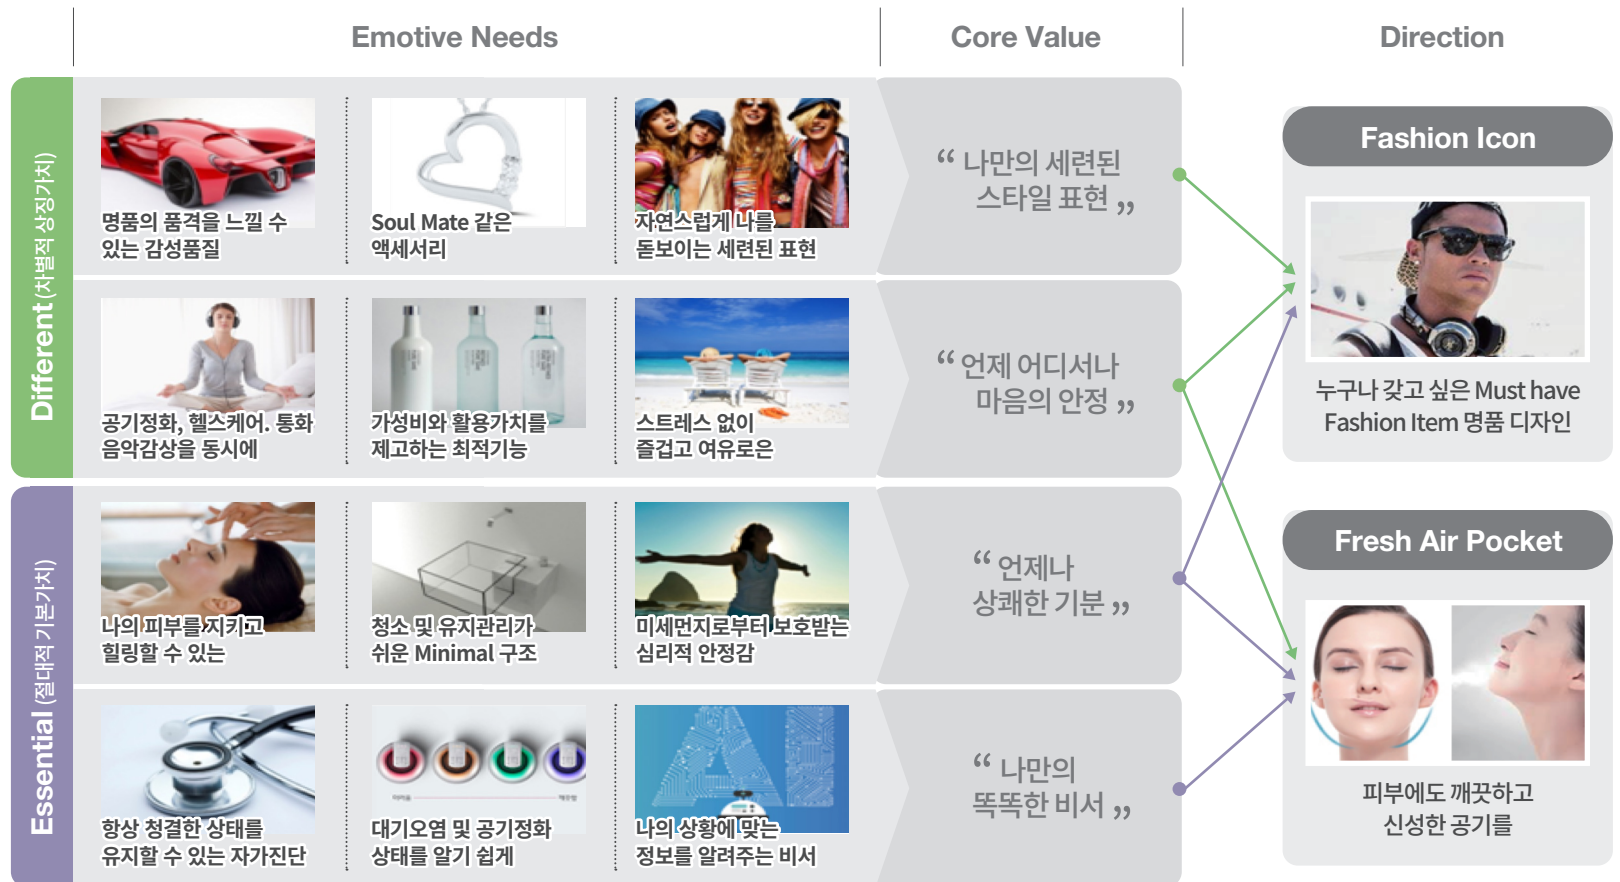 Emotive Needs
Core Value
Direction
Different (차별적 상징가치)
명품의 품격을 느낄 수
있는 감성품질
Soul Mate 같은
액세서리
자연스럽게 나를
돋보이는 세련된 표현
“ 나만의 세련된
스타일 표현 ”
공기정화, 헬스케어. 통화
음악감상을 동시에
가성비와 활용가치를
제고하는 최적기능
스트레스 없이
즐겁고 여유로은
“ 언제 어디서나
마음의 안정 ”
Essential (절대적 기본가치)
나의 피부를 지키고
힐링할 수 있는
청소 및 유지관리가
쉬운 Minimal 구조
미세먼지로부터 보호받는
심리적 안정감
“ 언제나
상쾌한 기분 ”
항상 청결한 상태를
유지할 수 있는 자가진단
대기오염 및 공기정화
상태를 알기 쉽게
AI
나의 상황에 맞는
정보를 알려주는 비서
“ 나만의
똑똑한 비서 ”
Fashion Icon
누구나 갖고 싶은 Must have
Fashion Item 명품 디자인
Fresh Air Pocket
피부에도 깨끗하고
신성한 공기를